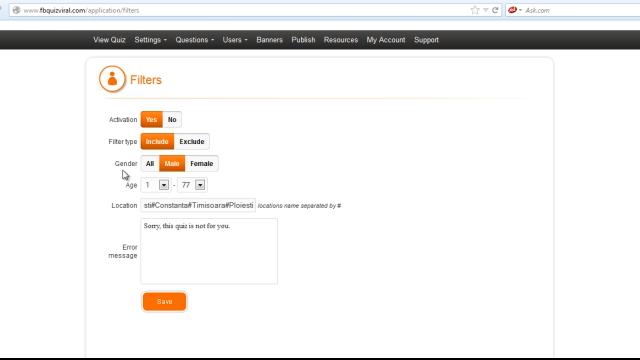 www.fbquizviral.com/application/filters
Ask.com
View Quiz Settings Questions Users Banners Publish Resources My Account Support
Filters
Activation Yes No
Filter type Include Exclude
Gender All Male Female
Age 1 - 77
Location sti#Constanta#Timisoara#Ploiesti locations name separated by #
Sorry, this quiz is not for you.
Error
message
Save